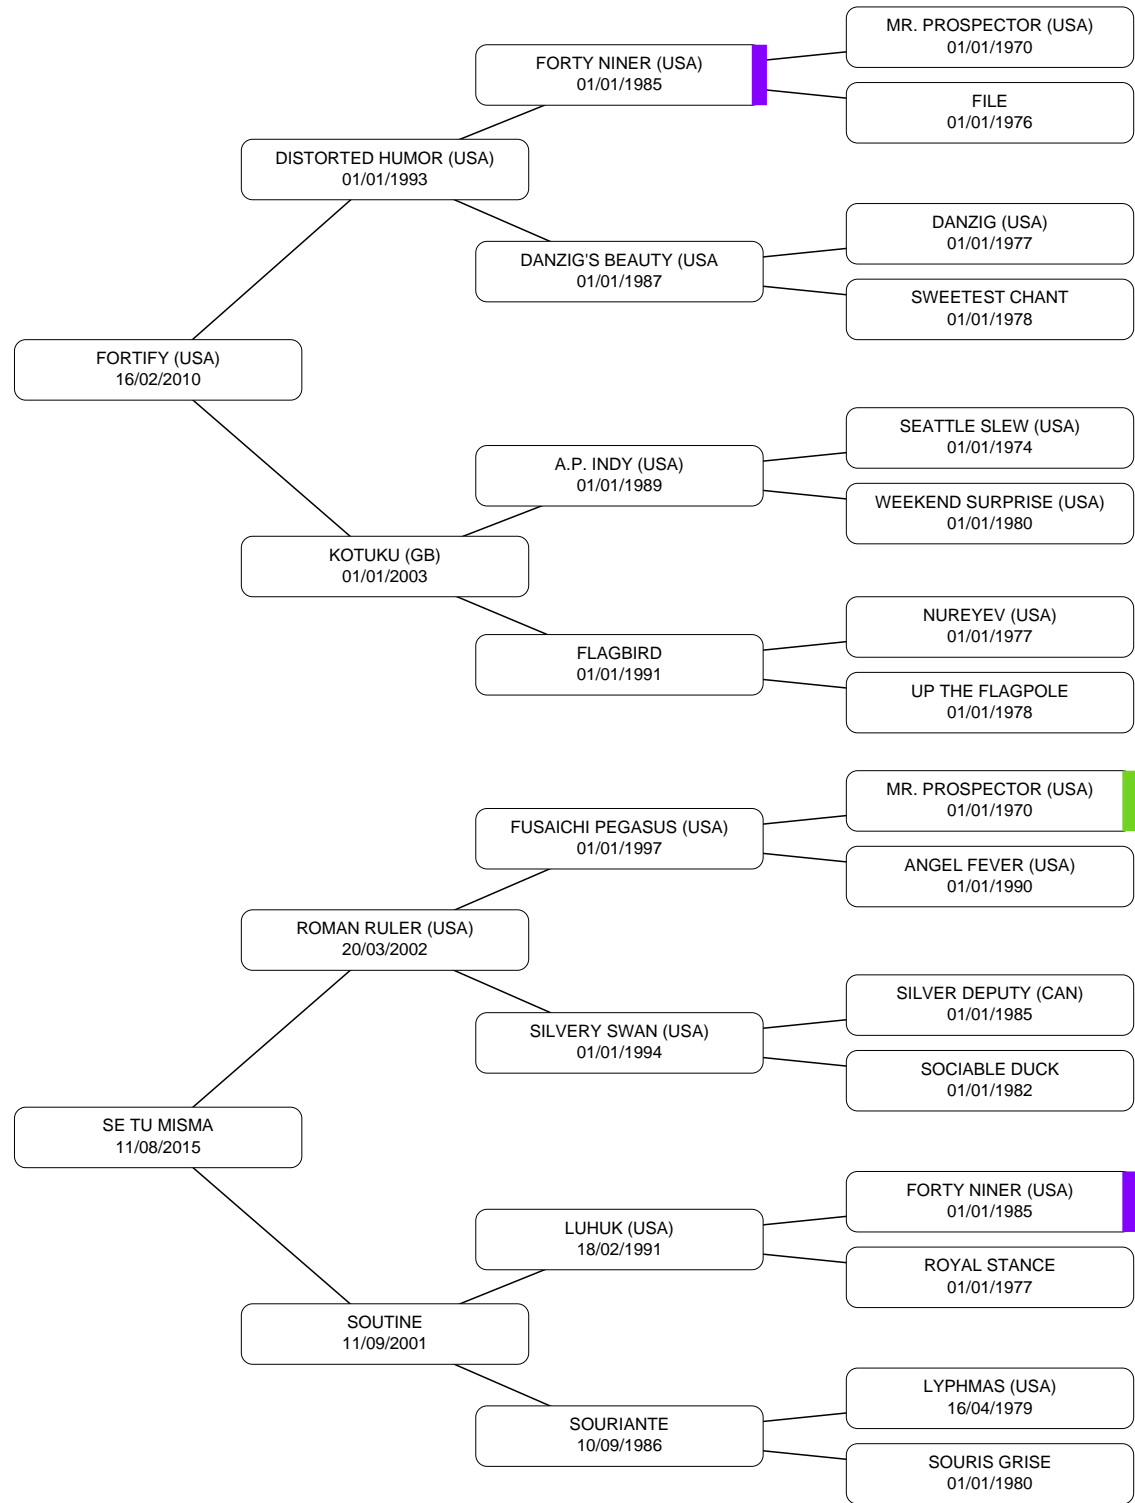 MR. PROSPECTOR (USA)
01/01/1970
FORTY NINER (USA)
01/01/1985
FILE
01/01/1976
DISTORTED HUMOR (USA)
01/01/1993
DANZIG (USA)
01/01/1977
DANZIG'S BEAUTY (USA
01/01/1987
SWEETEST CHANT
01/01/1978
FORTIFY (USA)
16/02/2010
SEATTLE SLEW (USA)
01/01/1974
A.P. INDY (USA)
01/01/1989
WEEKEND SURPRISE (USA)
01/01/1980
KOTUKU (GB)
01/01/2003
NUREYEV (USA)
01/01/1977
FLAGBIRD
01/01/1991
UP THE FLAGPOLE
01/01/1978
MR. PROSPECTOR (USA)
01/01/1970
FUSAICHI PEGASUS (USA)
01/01/1997
ANGEL FEVER (USA)
01/01/1990
ROMAN RULER (USA)
20/03/2002
SILVER DEPUTY (CAN)
01/01/1985
SILVERY SWAN (USA)
01/01/1994
SOCIABLE DUCK
01/01/1982
SE TU MISMA
11/08/2015
FORTY NINER (USA)
01/01/1985
LUHUK (USA)
18/02/1991
ROYAL STANCE
01/01/1977
SOUTINE
11/09/2001
LYPHMAS (USA)
16/04/1979
SOURIANTE
10/09/1986
SOURIS GRISE
01/01/1980